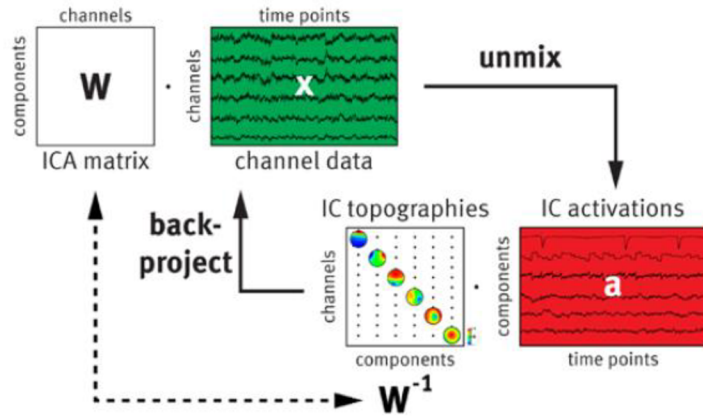 channels
time points
components
W
·
channels
x
unmix
ICA matrix
channel data
back-
project
IC topographies
IC activations
channels
·
components
a
components
time points
W-1